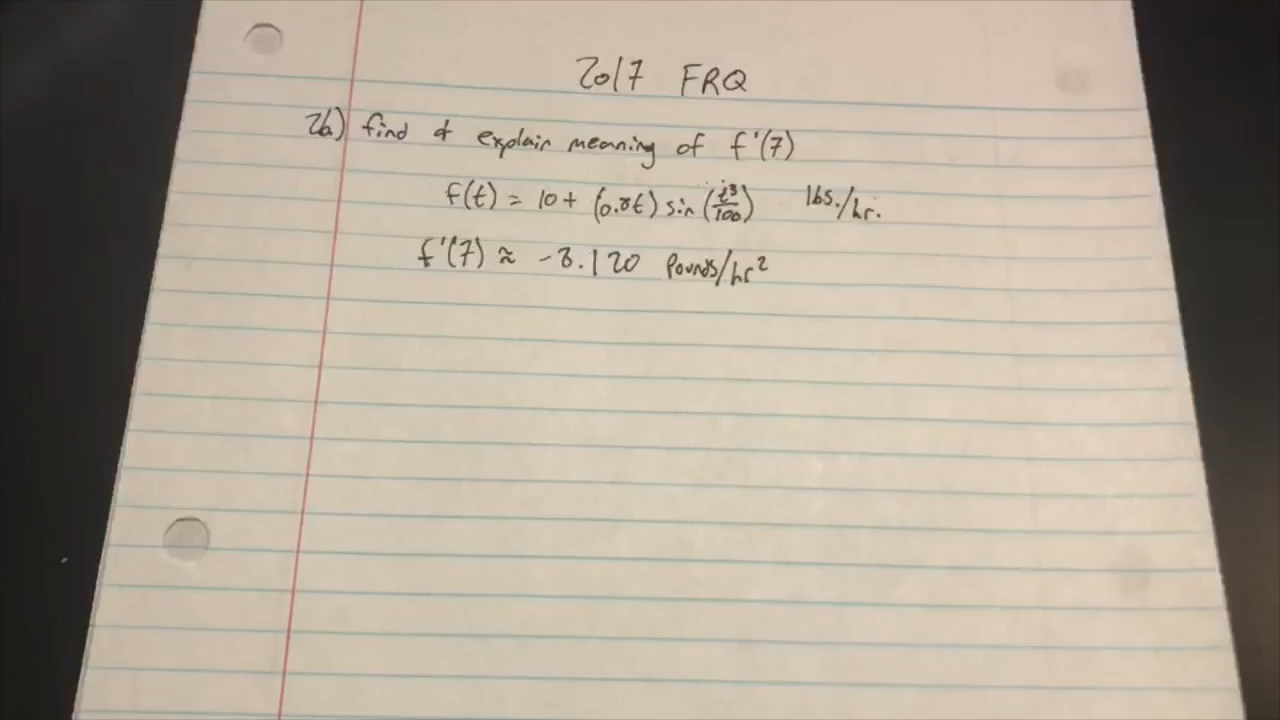 2017 FRQ
2b) find & explain meaning of f'(7)
f(t) = 10 + (0.8t) sin (t³/100) lbs./hr.
f'(7) ≈ -8.120 Pounds/hr²